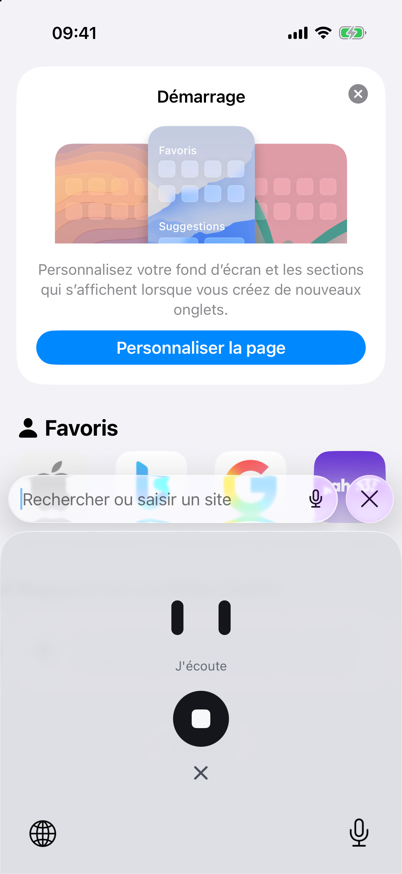 09:41
Démarrage
Favoris
Suggestions
Personnalisez votre fond d’écran et les sections
qui s’affichent lorsque vous créez de nouveaux
onglets.
Personnaliser la page
Favoris
Rechercher ou saisir un site
J'écoute